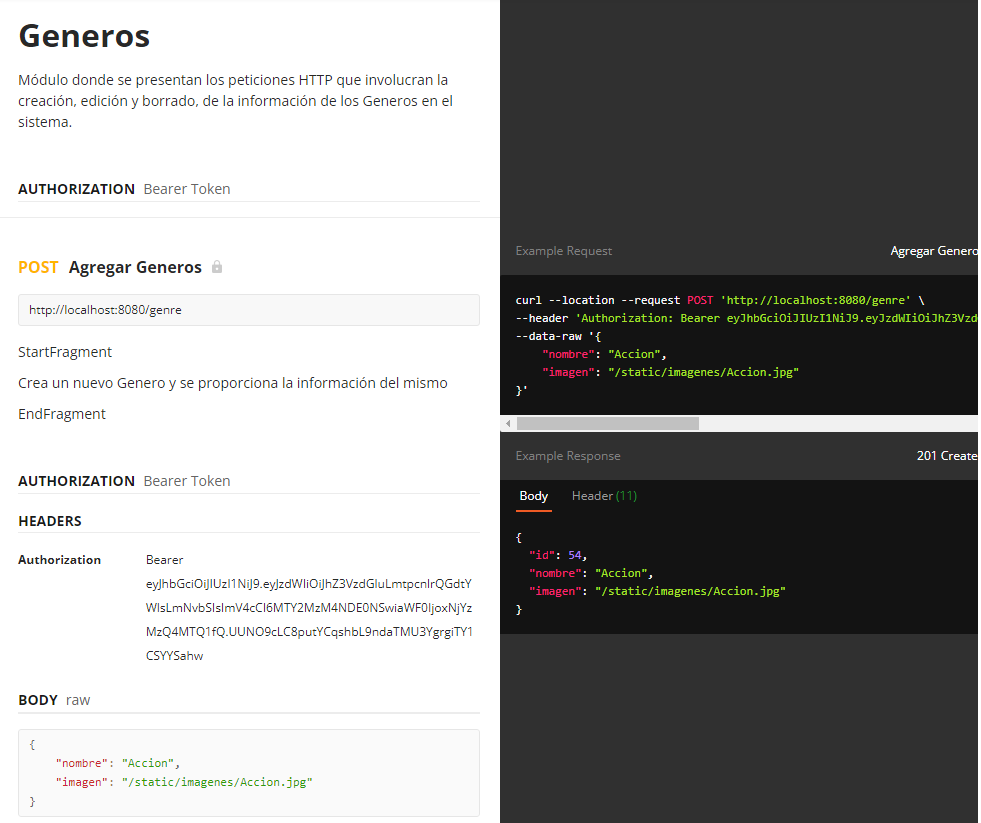 Generos
Módulo donde se presentan los peticiones HTTP que involucran la
creación, edición y borrado, de la información de los Generos en el
sistema.
AUTHORIZATION Bearer Token
POST Agregar Generos
http://localhost:8080/genre
StartFragment
Crea un nuevo Genero y se proporciona la información del mismo
EndFragment
AUTHORIZATION Bearer Token
HEADERS
Authorization Bearer
eyJhbGciOiJIUzI1NiJ9.eyJzdWIiOiJhZ3VzdGluLmtpcnlrQGdtY
WlsLmNvbSIsImV4cCI6MTY2MzM4NDE0NSwiaWF0IjoxNjYz
MzQ4MTQ1fQ.UUNO9cLC8putYCqshbL9ndaTMU3YgrgiTY1
CSYYSahw
BODY raw
{
"nombre": "Accion",
"imagen": "/static/imagenes/Accion.jpg"
}
Example Request Agregar Genero
curl --location --request POST 'http://localhost:8080/genre' \
--header 'Authorization: Bearer eyJhbGciOiJIUzI1NiJ9.eyJzdWIiOiJhZ3Vzd
--data-raw '{
"nombre": "Accion",
"imagen": "/static/imagenes/Accion.jpg"
}'
Example Response 201 Create
Body Header (11)
{
"id": 54,
"nombre": "Accion",
"imagen": "/static/imagenes/Accion.jpg"
}